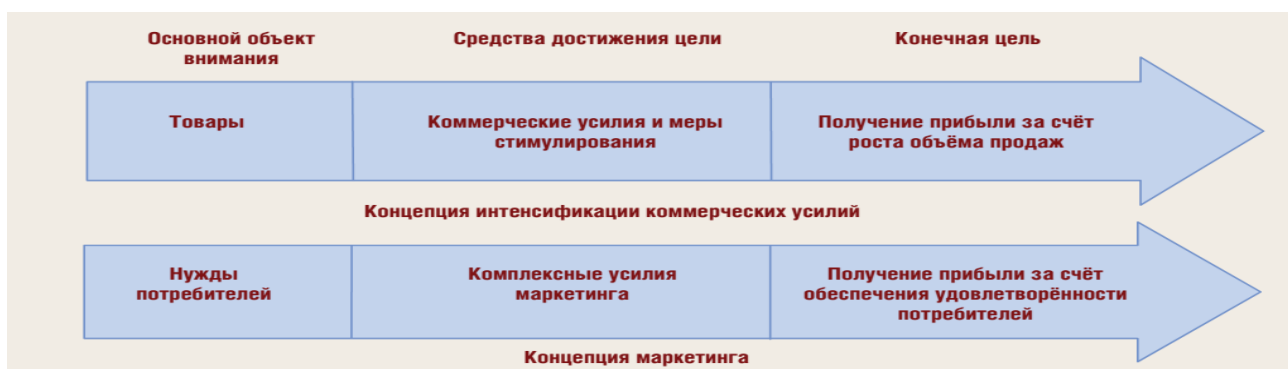 Основной объект
внимания
Средства достижения цели
Конечная цель
Товары
Коммерческие усилия и меры
стимулирования
Получение прибыли за счёт
роста объёма продаж
Концепция интенсификации коммерческих усилий
Нужды
потребителей
Комплексные усилия
маркетинга
Получение прибыли за счёт
обеспечения удовлетворённости
потребителей
Концепция маркетинга